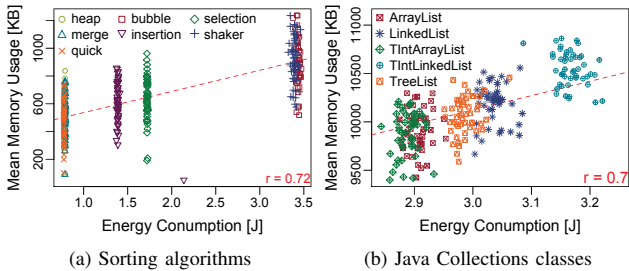 heap bubble selection
merge insertion shaker
quick
Mean Memory Usage [KB]
200 600 1000
r = 0.72
1.0 1.5 2.0 2.5 3.0 3.5
Energy Conumption [J]
(a) Sorting algorithms
ArrayList
LinkedList
TIntArrayList
TIntLinkedList
TreeList
Mean Memory Usage [KB]
9500 10000 10500 11000
r = 0.7
2.9 3.0 3.1 3.2
Energy Conumption [J]
(b) Java Collections classes